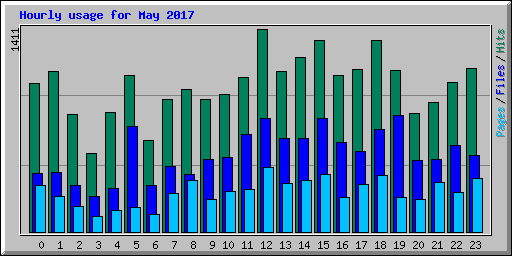 Hourly usage for May 2017
1411
Pages / Files / Hits
0 1 2 3 4 5 6 7 8 9 10 11 12 13 14 15 16 17 18 19 20 21 22 23